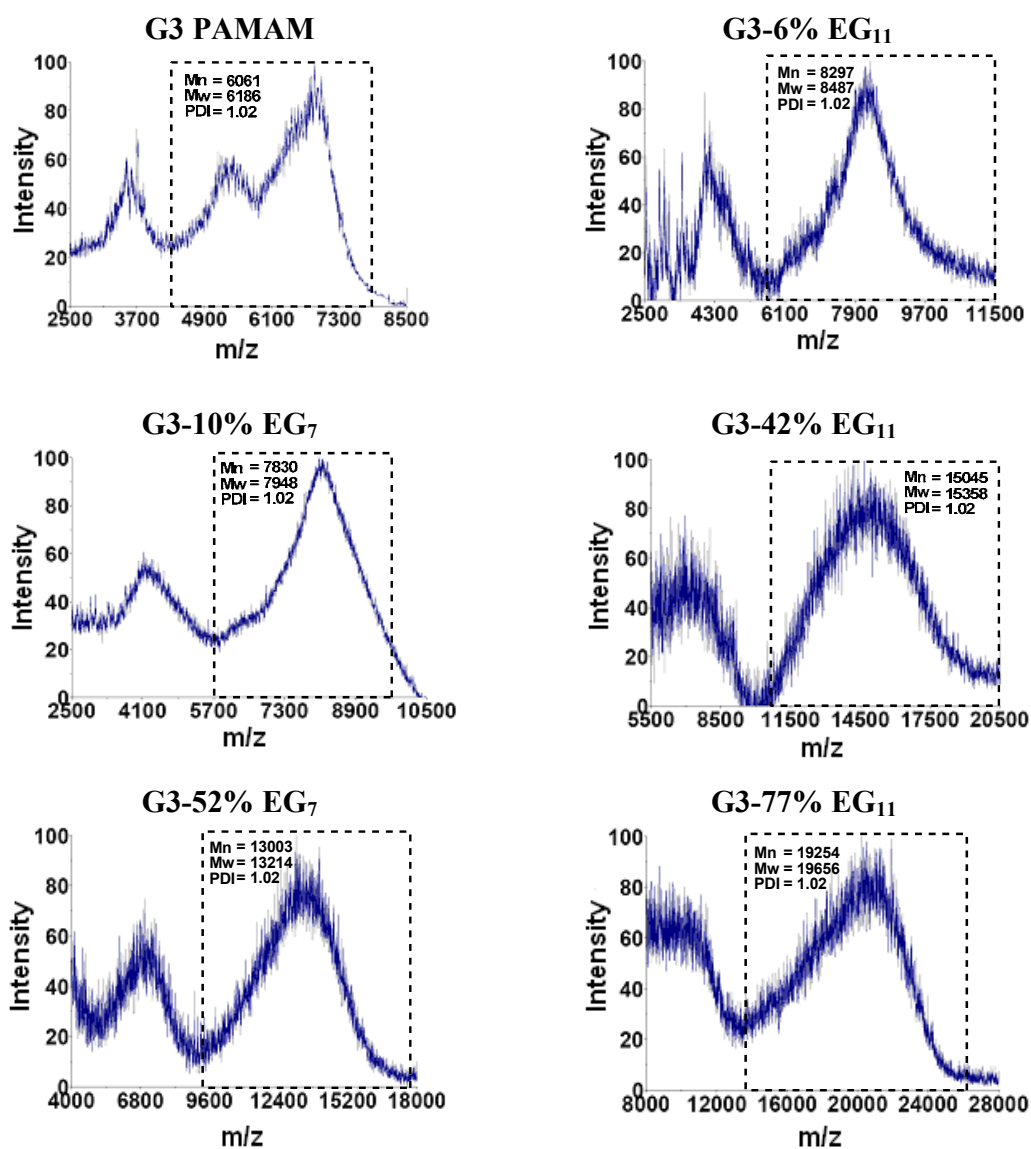 G3 PAMAM
Mn = 6061
Mw = 6186
PDI = 1.02
Intensity
100
80
60
40
20
0
2500 3700 4900 6100 7300 8500
m/z
G3-6% EG₁₁
Mn = 8297
Mw = 8487
PDI = 1.02
Intensity
100
80
60
40
20
0
2500 4300 6100 7900 9700 11500
m/z
G3-10% EG₇
Mn = 7830
Mw = 7948
PDI = 1.02
Intensity
100
80
60
40
20
0
2500 4100 5700 7300 8900 10500
m/z
G3-42% EG₁₁
Mn = 15045
Mw = 15358
PDI = 1.02
Intensity
100
80
60
40
20
0
5500 8500 11500 14500 17500 20500
m/z
G3-52% EG₇
Mn = 13003
Mw = 13214
PDI = 1.02
Intensity
100
80
60
40
20
0
4000 6800 9600 12400 15200 18000
m/z
G3-77% EG₁₁
Mn = 19254
Mw = 19656
PDI = 1.02
Intensity
100
80
60
40
20
0
8000 12000 16000 20000 24000 28000
m/z